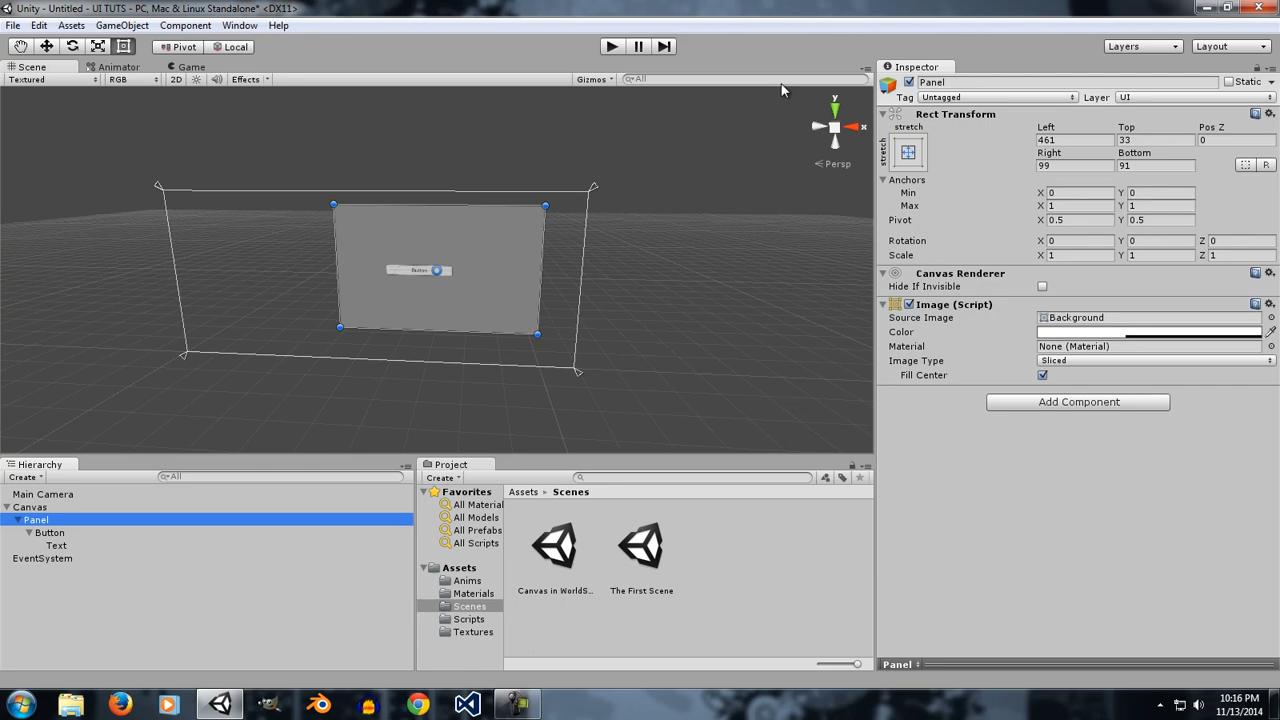 Unity - Untitled - UI TUTS - PC, Mac & Linux Standalone* <DX11>
File Edit Assets GameObject Component Window Help
Pivot Local Layers Layout
Scene Animator Game
Textured RGB 2D Effects Gizmos All
y
x
Persp
Button
Inspector
Panel Static
Tag Untagged Layer UI
Rect Transform
stretch Left Top Pos Z
stretch 461 33 0
Right Bottom
99 91 R
Anchors
Min X 0 Y 0
Max X 1 Y 1
Pivot X 0.5 Y 0.5
Rotation X 0 Y 0 Z 0
Scale X 1 Y 1 Z 1
Canvas Renderer
Hide If Invisible
Image (Script)
Source Image Background
Color
Material None (Material)
Image Type Sliced
Fill Center
Add Component
Panel
Hierarchy
Create All
Main Camera
Canvas
Panel
Button
Text
EventSystem
Project
Create
Favorites
All Material
All Models
All Prefabs
All Scripts
Assets
Anims
Materials
Scenes
Scripts
Textures
Assets Scenes
Canvas in WorldS... The First Scene
10:16 PM
11/13/2014